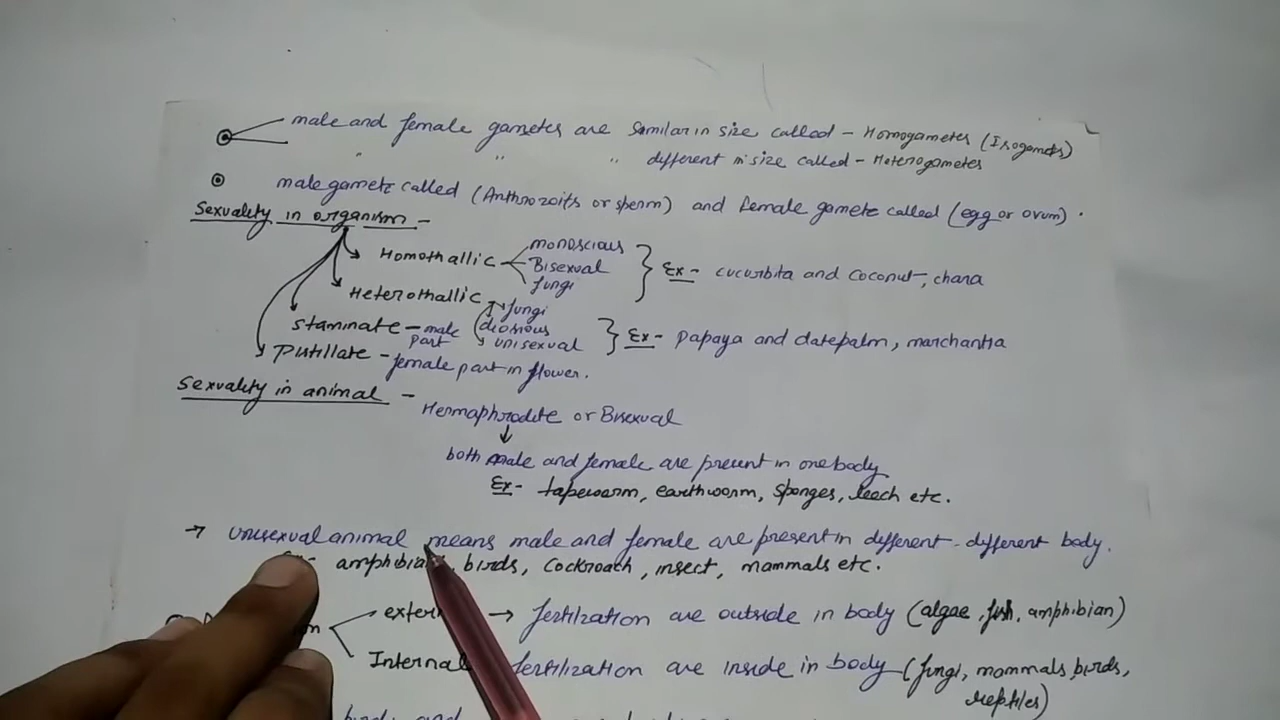 male and female gametes are similar in size called - Homogametes (Isogametes)
" " " different in size called - Heterogametes
male gamete called (Anthrozoits or sperm) and female gamete called (egg or ovum).
Sexuality in organism -
Homothallic
monoscious
Bisexual
fungi
Ex - cucurbita and coconut, chara
Heterothallic
fungi
diosious
unisexual
Ex - Papaya and datepalm, marchantia
Staminate - male part
Pistillate - female part in flower.
Sexuality in animal -
Hermaphrodite or Bisexual
both male and female are present in one body
Ex - tapeworm, earthworm, sponges, leech etc.
→ unisexual animal means male and female are present in different - different body.
amphibian, birds, cockroach, insect, mammals etc.
→ fertilization are outside in body (algae, fish, amphibian)
Internal fertilization are inside in body (fungi, mammals, birds,
reptiles)